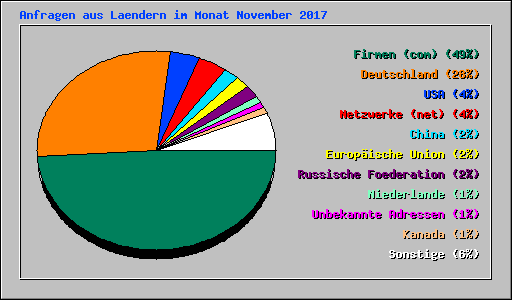 Anfragen aus Laendern im Monat November 2017
Firmen (com) (49%)
Deutschland (28%)
USA (4%)
Netzwerke (net) (4%)
China (2%)
Europäische Union (2%)
Russische Foederation (2%)
Niederlande (1%)
Unbekannte Adressen (1%)
Kanada (1%)
Sonstige (6%)